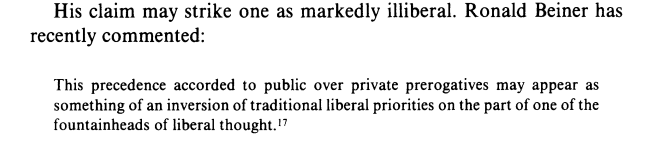 His claim may strike one as markedly illiberal. Ronald Beiner has
recently commented:
This precedence accorded to public over private prerogatives may appear as
something of an inversion of traditional liberal priorities on the part of one of the
fountainheads of liberal thought.¹⁷